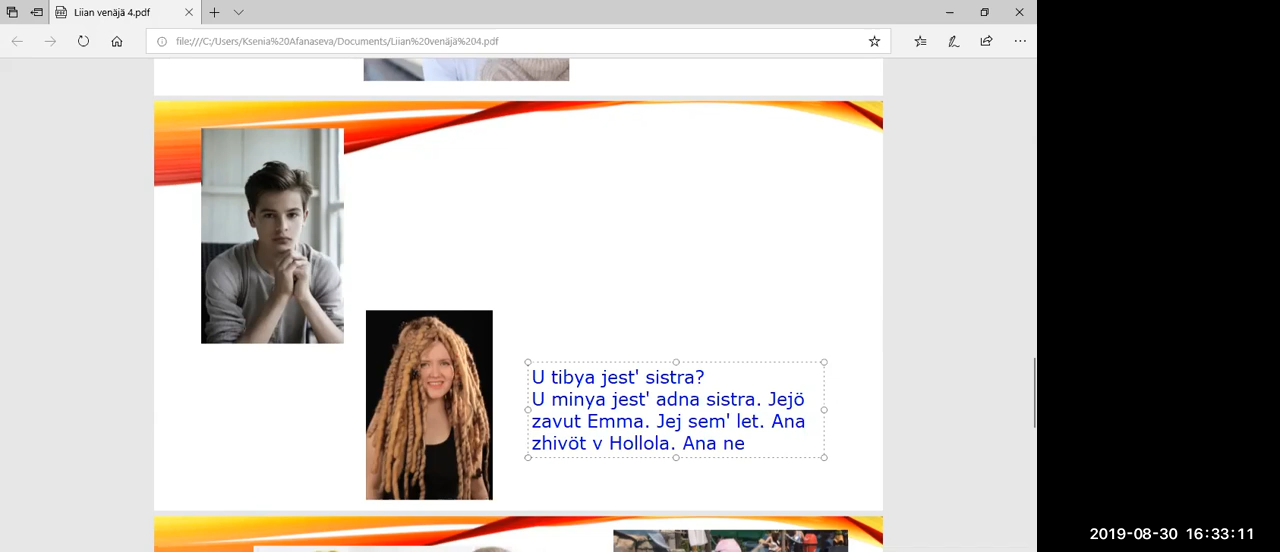 Liian venäjä 4.pdf
file:///C:/Users/Ksenia%20Afanaseva/Documents/Liian%20venäjä%204.pdf
U tibya jest' sistra?
U minya jest' adna sistra. Jejö
zavut Emma. Jej sem' let. Ana
zhivöt v Hollola. Ana ne
2019-08-30 16:33:11